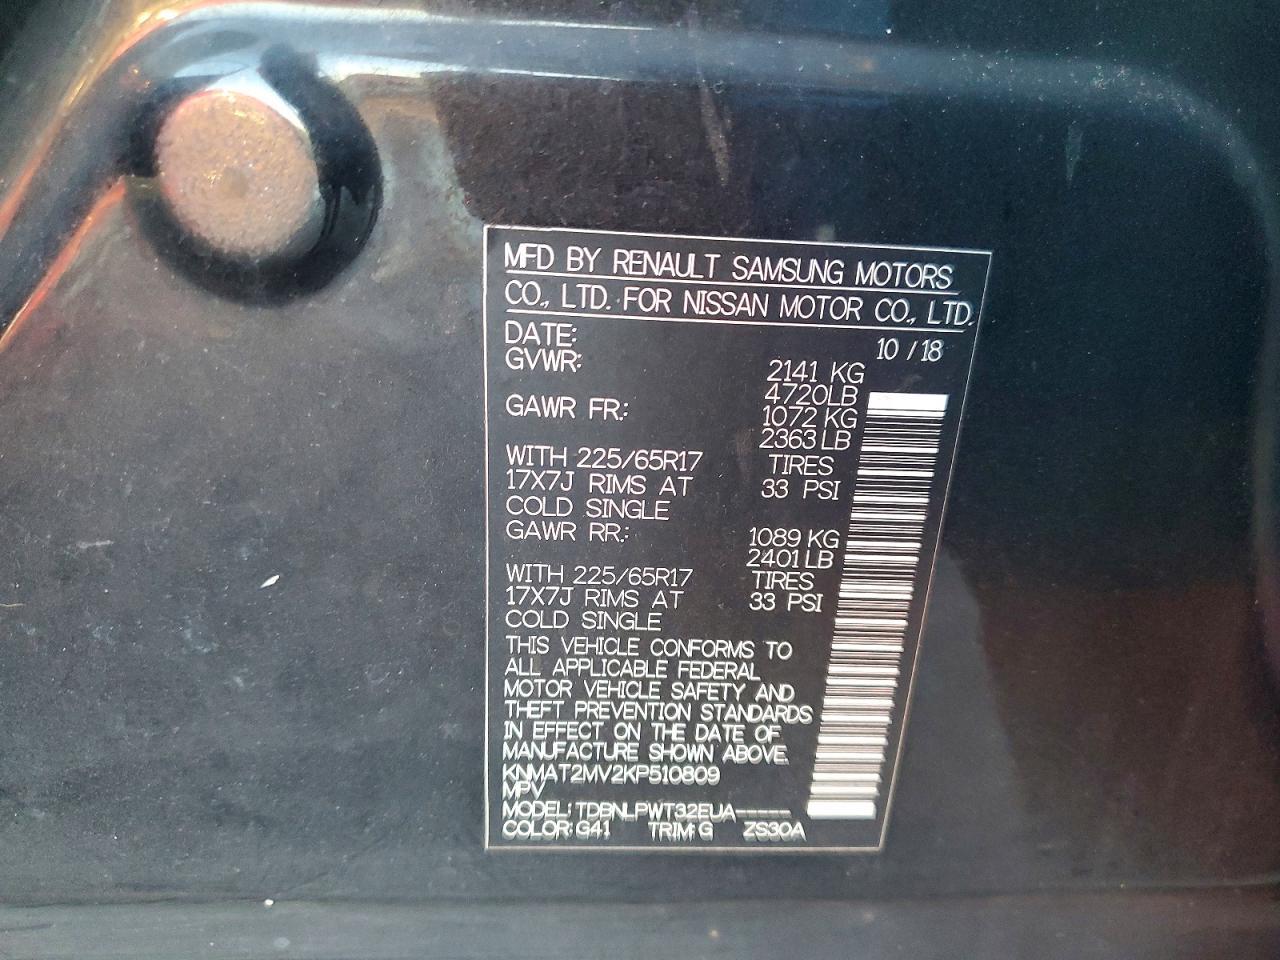 MFD BY RENAULT SAMSUNG MOTORS
CO., LTD. FOR NISSAN MOTOR CO., LTD.
DATE: 10 / 18
GVWR: 2141 KG
4720LB
GAWR FR.: 1072 KG
2363 LB
WITH 225/65R17 TIRES
17X7J RIMS AT 33 PSI
COLD SINGLE
GAWR RR.: 1089 KG
2401 LB
WITH 225/65R17 TIRES
17X7J RIMS AT 33 PSI
COLD SINGLE
THIS VEHICLE CONFORMS TO
ALL APPLICABLE FEDERAL
MOTOR VEHICLE SAFETY AND
THEFT PREVENTION STANDARDS
IN EFFECT ON THE DATE OF
MANUFACTURE SHOWN ABOVE.
KNMAT2MV2KP510809
MPV
MODEL: TDBNLPWT32EUA-----
COLOR: G41 TRIM: G ZS30A